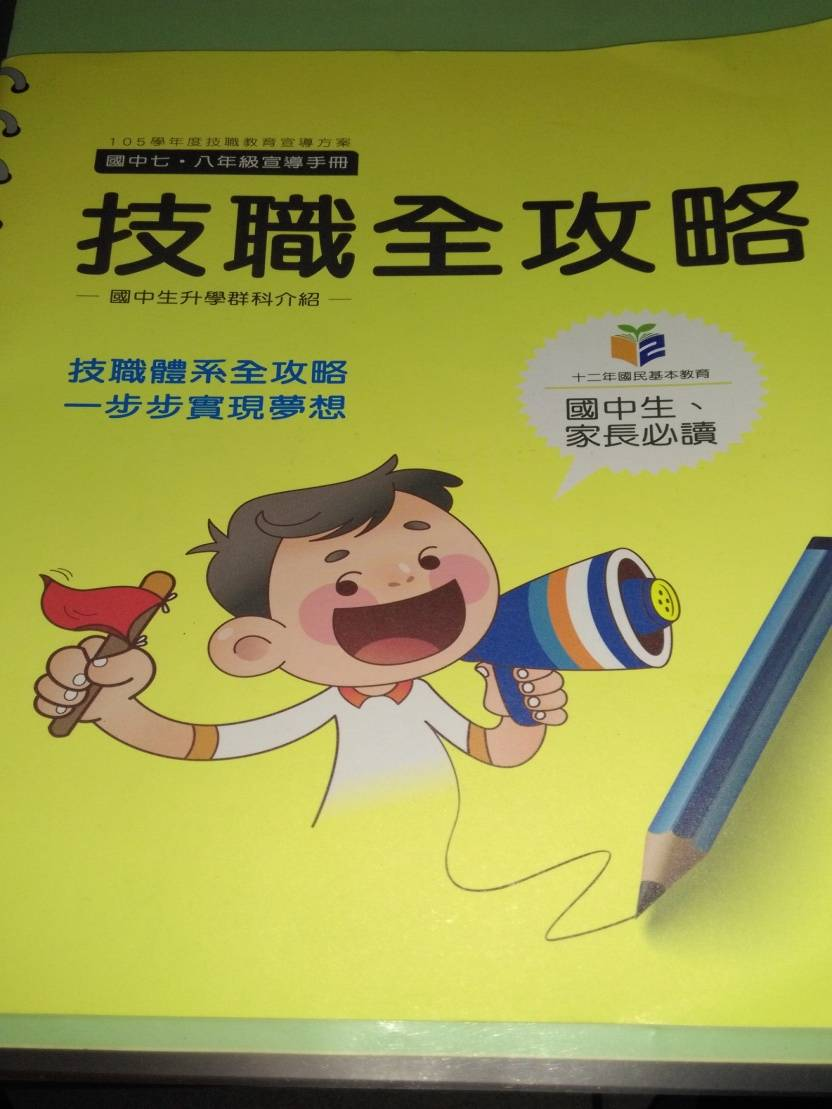 105學年度技職教育宣導方案
國中七・八年級宣導手冊
技職全攻略
— 國中生升學群科介紹 —
技職體系全攻略
一步步實現夢想
十二年國民基本教育
國中生、
家長必讀